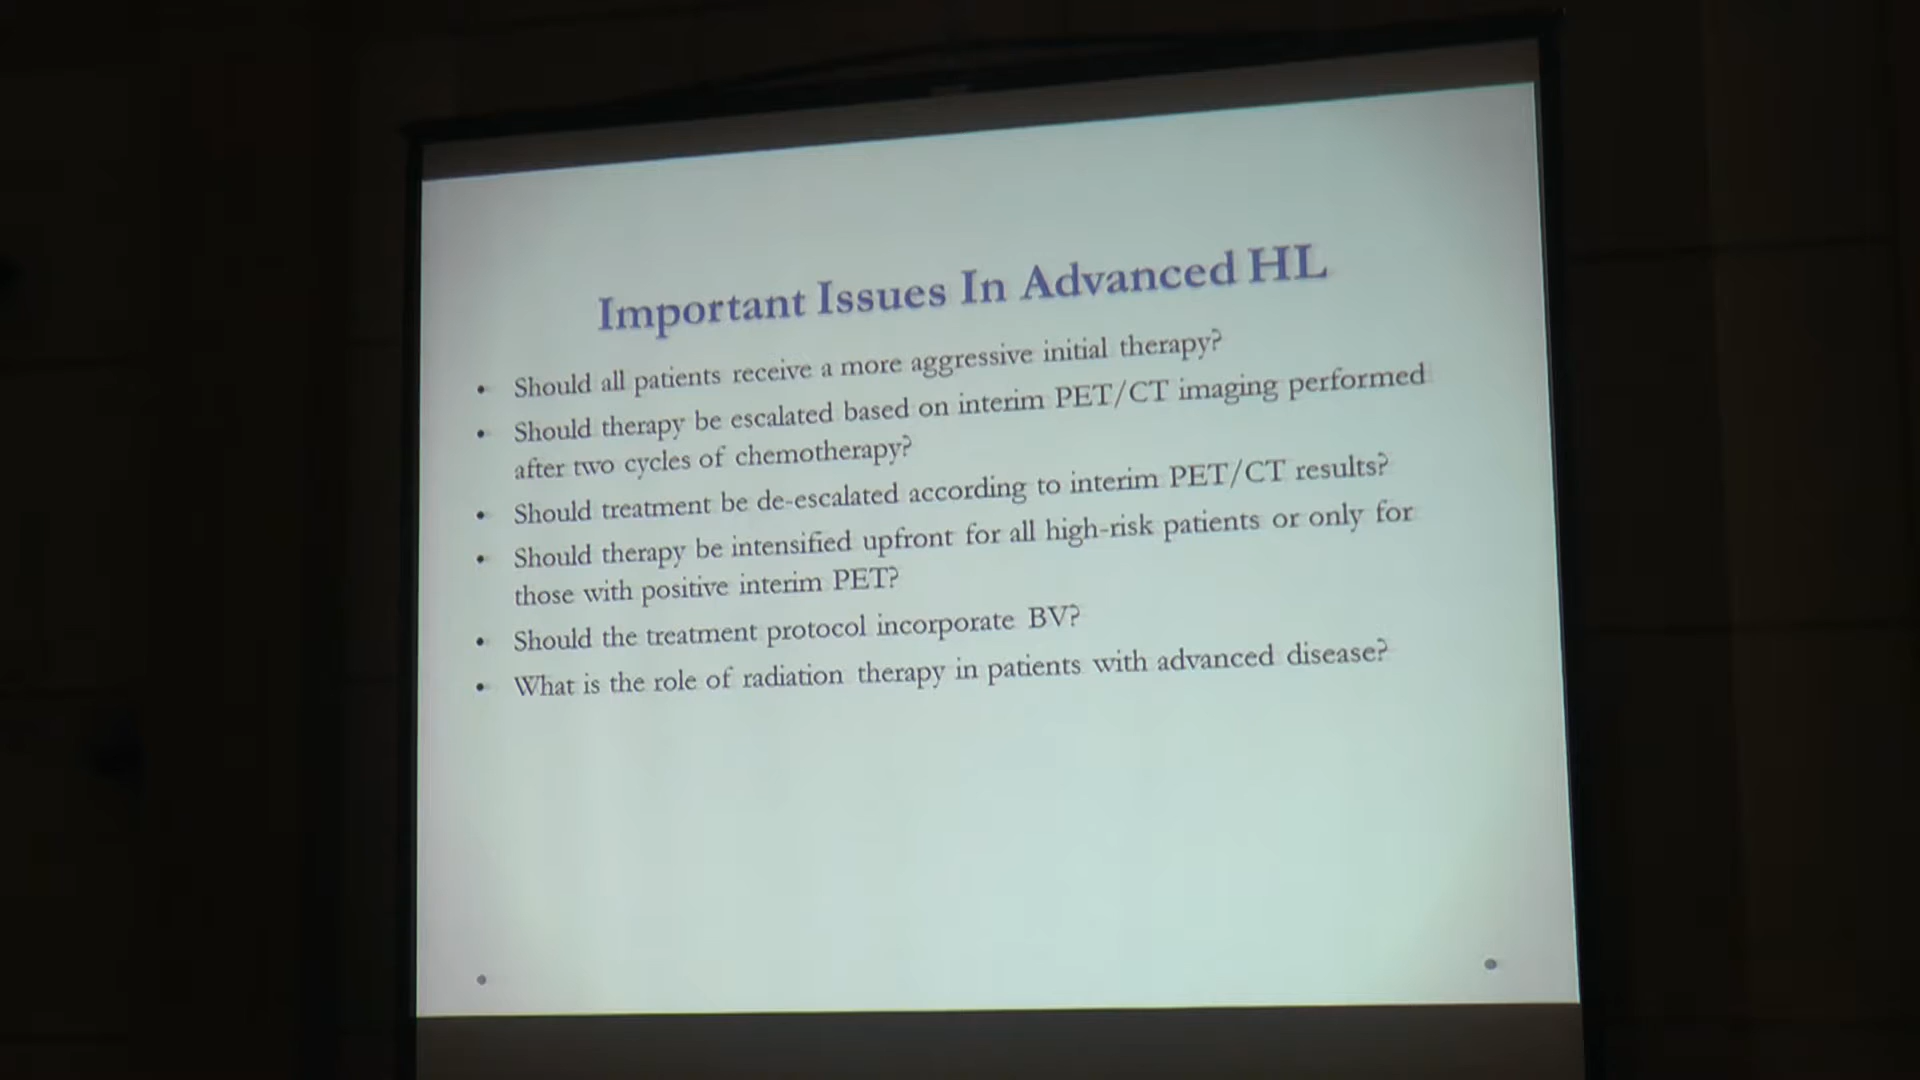 Important Issues In Advanced HL
• Should all patients receive a more aggressive initial therapy?
• Should therapy be escalated based on interim PET/CT imaging performed
after two cycles of chemotherapy?
• Should treatment be de-escalated according to interim PET/CT results?
• Should therapy be intensified upfront for all high-risk patients or only for
those with positive interim PET?
• Should the treatment protocol incorporate BV?
• What is the role of radiation therapy in patients with advanced disease?